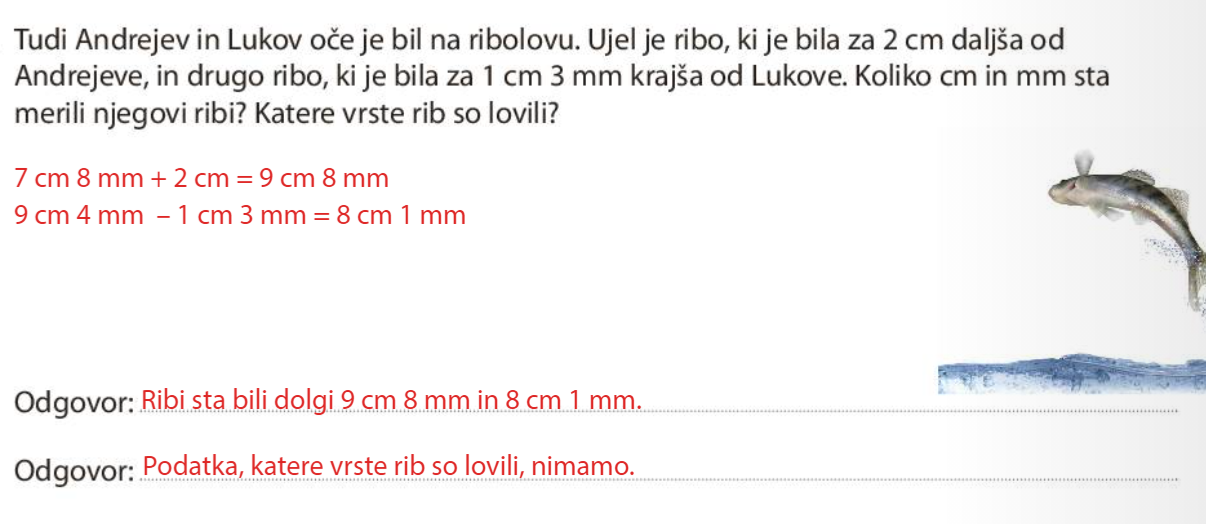 Tudi Andrejev in Lukov oče je bil na ribolovu. Ujel je ribo, ki je bila za 2 cm daljša od
Andrejeve, in drugo ribo, ki je bila za 1 cm 3 mm krajša od Lukove. Koliko cm in mm sta
merili njegovi ribi? Katere vrste rib so lovili?
7 cm 8 mm + 2 cm = 9 cm 8 mm
9 cm 4 mm – 1 cm 3 mm = 8 cm 1 mm
Odgovor: Ribi sta bili dolgi 9 cm 8 mm in 8 cm 1 mm.
Odgovor: Podatka, katere vrste rib so lovili, nimamo.